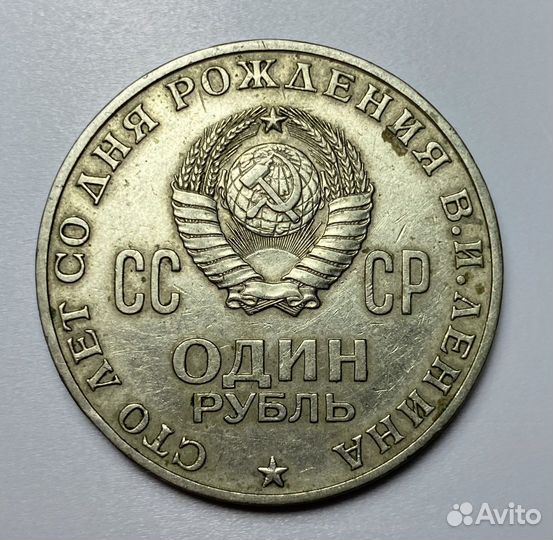 СТО ЛЕТ СО ДНЯ РОЖДЕНИЯ В.И.ЛЕНИНА
СС СР
ОДИН
РУБЛЬ
Avito